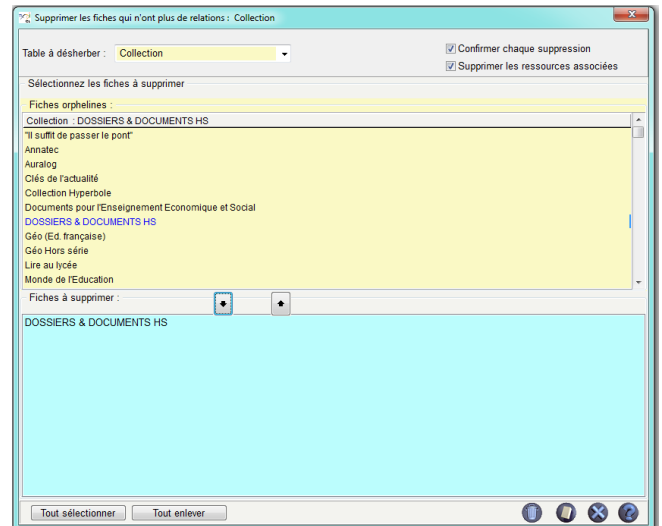 Supprimer les fiches qui n'ont plus de relations : Collection
Table à désherber : Collection
Confirmer chaque suppression
Supprimer les ressources associées
Sélectionnez les fiches à supprimer
Fiches orphelines :
Collection : DOSSIERS & DOCUMENTS HS
"Il suffit de passer le pont"
Annatec
Auralog
Clés de l'actualité
Collection Hyperbole
Documents pour l'Enseignement Economique et Social
DOSSIERS & DOCUMENTS HS
Géo (Ed. française)
Géo Hors série
Lire au lycée
Monde de l'Education
Fiches à supprimer :
DOSSIERS & DOCUMENTS HS
Tout sélectionner Tout enlever